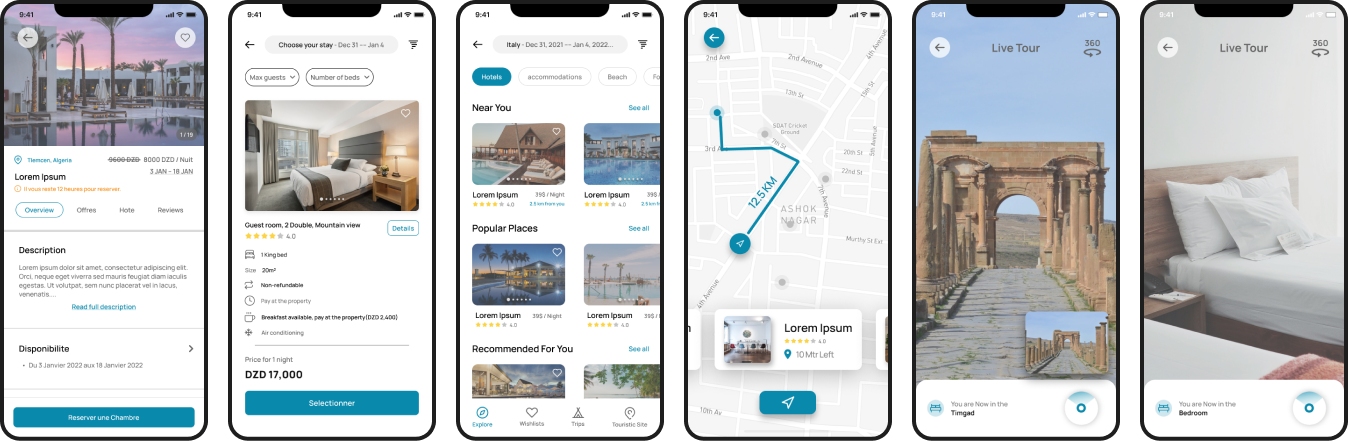 9:41
1 / 19
Tlemcen, Algeria
9600 DZD 8000 DZD / Nuit
3 JAN - 18 JAN
Lorem Ipsum
Il vous reste 12 heures pour reserver.
Overview Offres Hote Reviews
Description
Lorem ipsum dolor sit amet, consectetur adipiscing elit.
Orci, neque eget viverra sed mauris feugiat diam iaculis
egestas. Ut volutpat, sem nunc placerat vel in lacus,
venenatis....
Read full description
Disponibilite
• Du 3 Janvier 2022 aux 18 Janvier 2022
Reserver une Chambre
9:41
Choose your stay - Dec 31 — Jan 4
Max guests Number of beds
Guest room, 2 Double, Mountain view
4.0
Details
1 King bed
Size 20m²
Non-refundable
Pay at the property
Breakfast available, pay at the property(DZD 2,400)
Air conditioning
Price for 1 night
DZD 17,000
Selectionner
9:41
Italy - Dec 31, 2021 — Jan 4, 2022...
Hotels accommodations Beach Fo
Near You See all
Lorem Ipsum 39$ / Night Lorem Ipsum 39$ /
4.0 2.5 km from you 4.0 2.5 km fr
Popular Places See all
Lorem Ipsum 39$ / Night Lorem Ipsum 39$ /
4.0 4.0
Recommended For You See all
Explore Wishlists Trips Touristic Site
9:41
4th Avenue
2nd Ave
2nd Avenue
15th St
13th St
SDAT Cricket
Ground
5th Avenue
7th St
3rd A
20th St
22nd St
12.5 KM
7th Avenue
ASHOK
NAGAR
Murthy St Ext
4th Avenue
Lorem Ipsum
4.0
10 Mtr Left
10th Av
9:41
Live Tour 360
You are Now in the
Timgad
9:41
Live Tour 360
You are Now in the
Bedroom